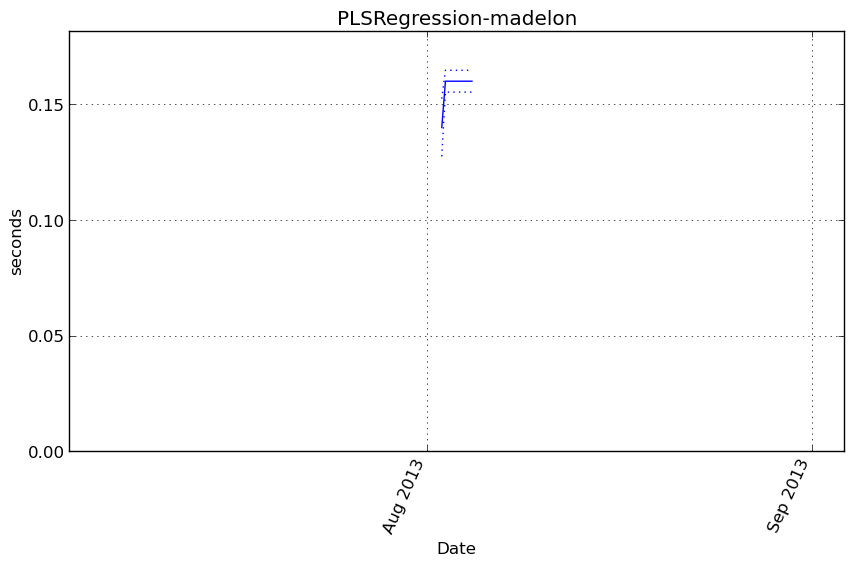 PLSRegression-madelon
seconds
0.15
0.10
0.05
0.00
Aug 2013
Sep 2013
Date